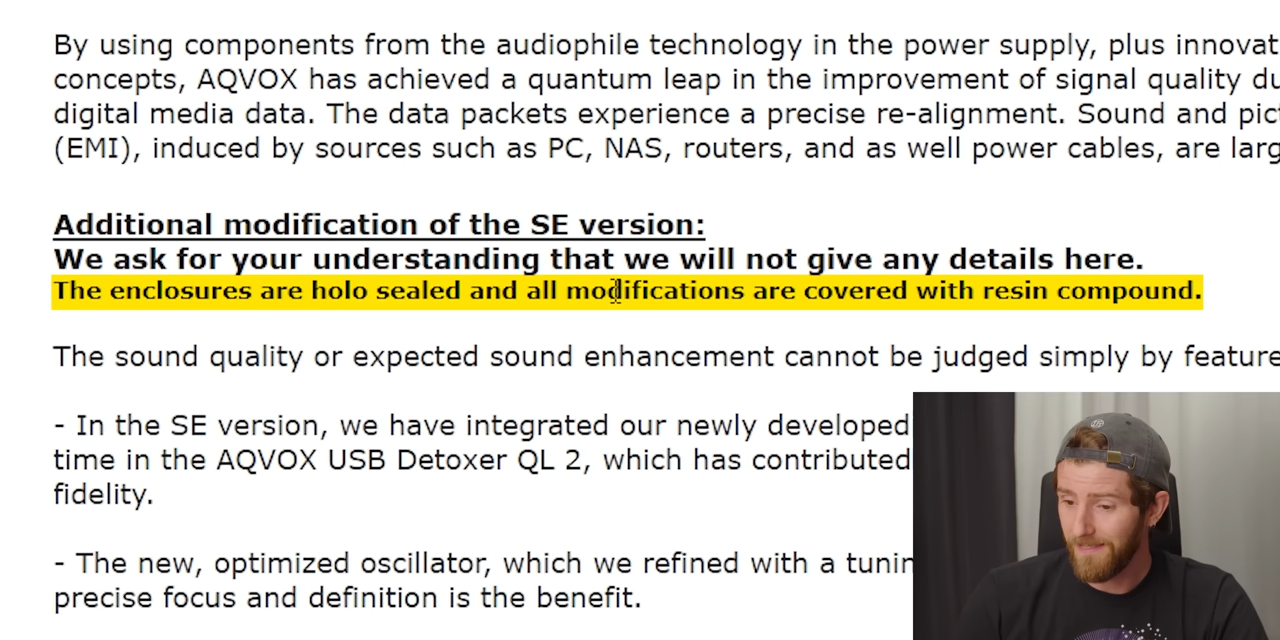 By using components from the audiophile technology in the power supply, plus innovat
concepts, AQVOX has achieved a quantum leap in the improvement of signal quality du
digital media data. The data packets experience a precise re-alignment. Sound and pict
(EMI), induced by sources such as PC, NAS, routers, and as well power cables, are larg
Additional modification of the SE version:
We ask for your understanding that we will not give any details here.
The enclosures are holo sealed and all modifications are covered with resin compound.
The sound quality or expected sound enhancement cannot be judged simply by feature
- In the SE version, we have integrated our newly developed
time in the AQVOX USB Detoxer QL 2, which has contributed
fidelity.
- The new, optimized oscillator, which we refined with a tunin
precise focus and definition is the benefit.